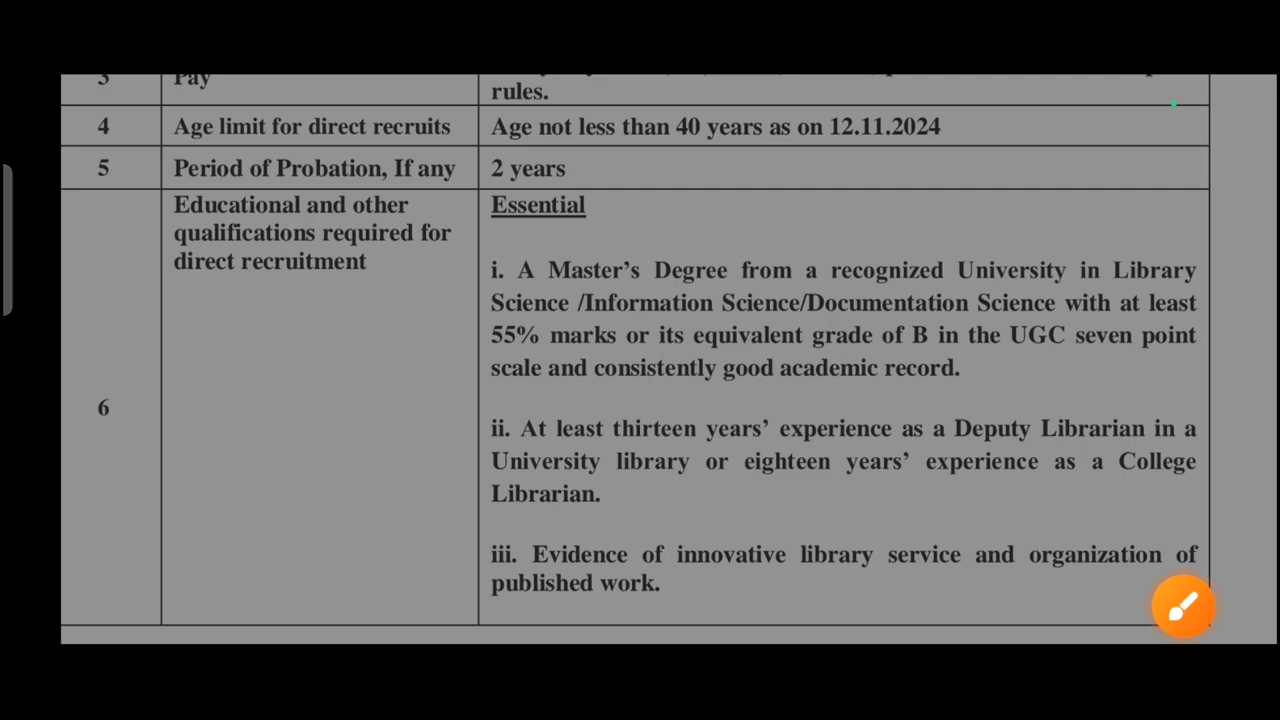 3 Pay
rules.
4 Age limit for direct recruits Age not less than 40 years as on 12.11.2024
5 Period of Probation, If any 2 years
Educational and other Essential
qualifications required for
direct recruitment
i. A Master’s Degree from a recognized University in Library
Science /Information Science/Documentation Science with at least
55% marks or its equivalent grade of B in the UGC seven point
scale and consistently good academic record.
6
ii. At least thirteen years’ experience as a Deputy Librarian in a
University library or eighteen years’ experience as a College
Librarian.
iii. Evidence of innovative library service and organization of
published work.